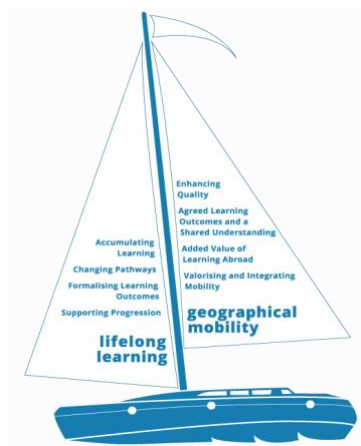 Accumulating
Learning
Changing Pathways
Formalising Learning
Outcomes
Supporting Progression
lifelong
learning
Enhancing
Quality
Agreed Learning
Outcomes and a
Shared Understanding
Added Value of
Learning Abroad
Valorising and Integrating
Mobility
geographical
mobility